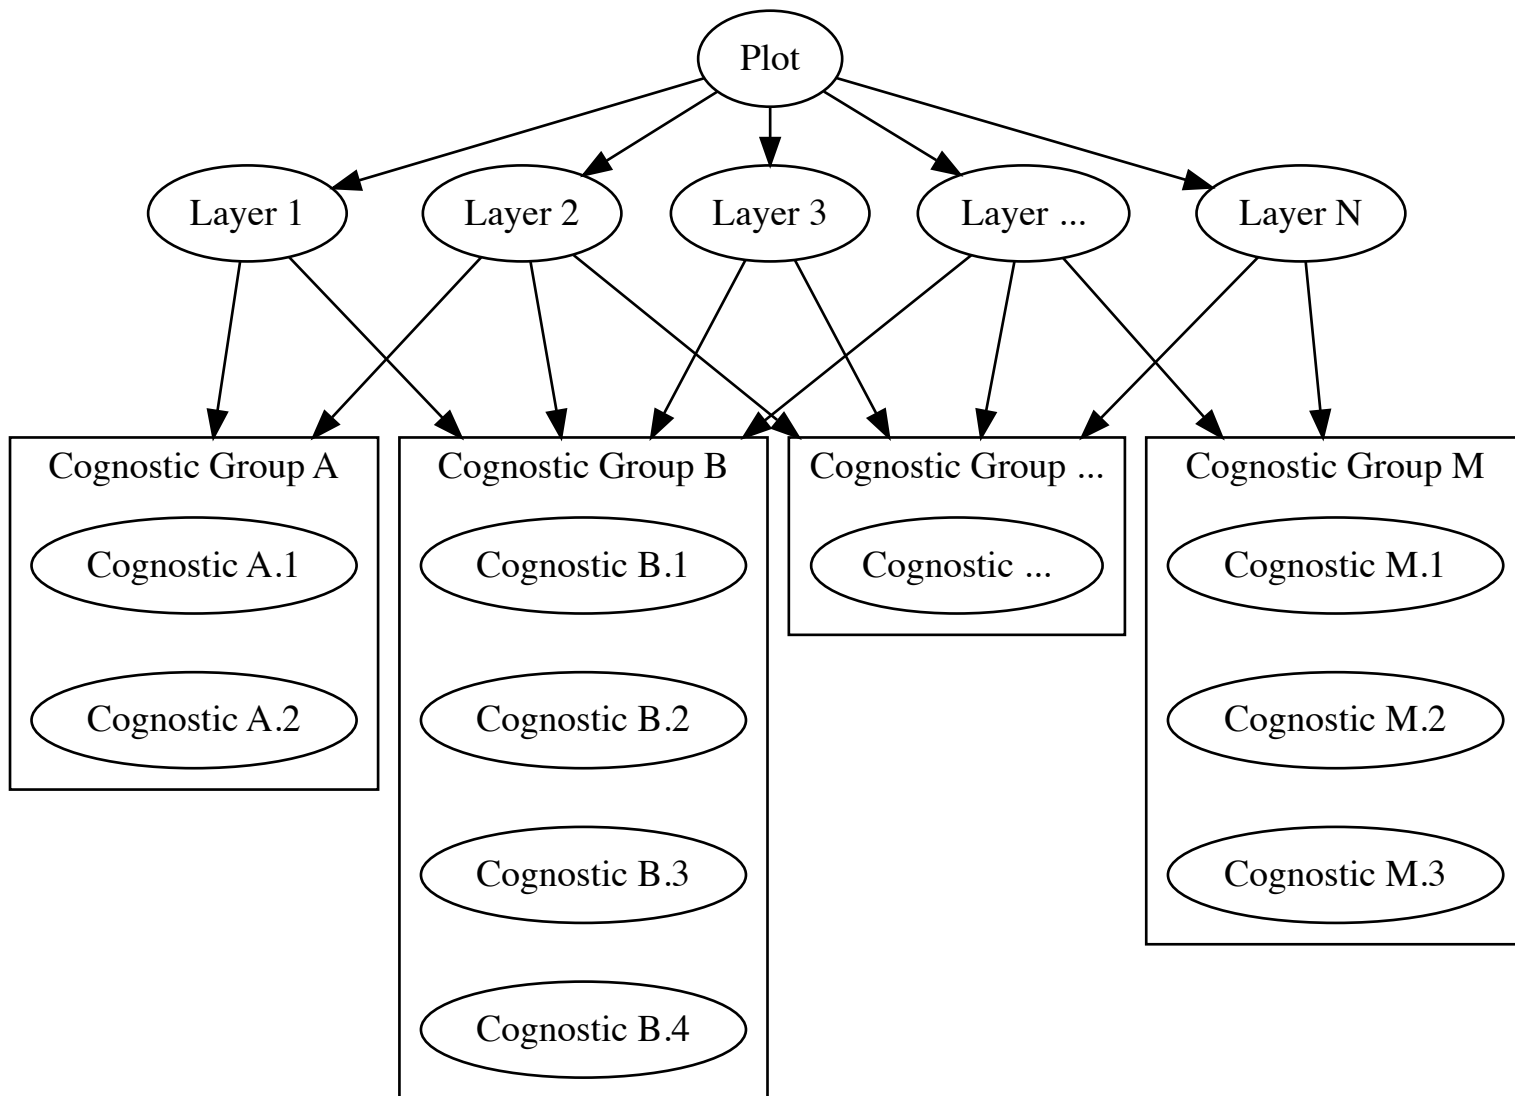 Plot
Layer 1
Layer 2
Layer 3
Layer ...
Layer N
Cognostic Group A
Cognostic A.1
Cognostic A.2
Cognostic Group B
Cognostic B.1
Cognostic B.2
Cognostic B.3
Cognostic B.4
Cognostic Group ...
Cognostic ...
Cognostic Group M
Cognostic M.1
Cognostic M.2
Cognostic M.3